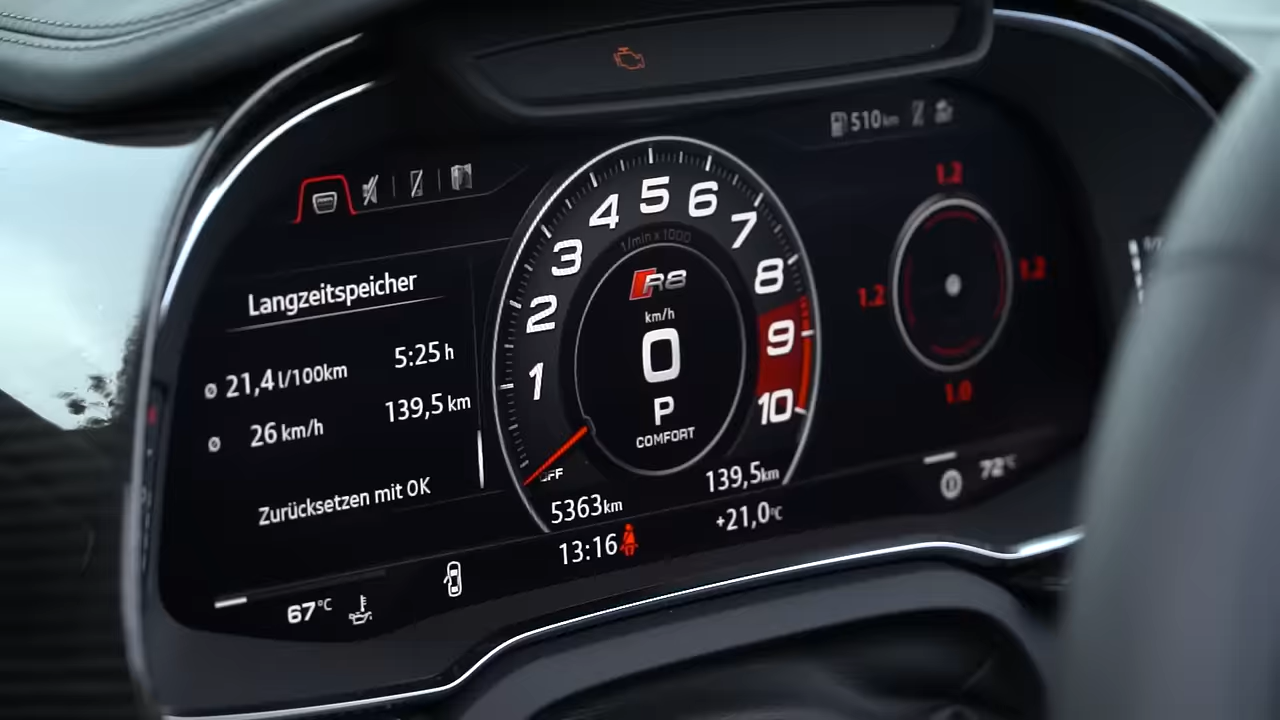 510 km
Langzeitspeicher
ø 21,4 l/100km 5:25 h
ø 26 km/h 139,5 km
Zurücksetzen mit OK
67°C
1
2
3
4
5
6
7
8
9
10
1/min x 1000
R8
km/h
0
P
COMFORT
OFF
5363 km
139,5 km
13:16
+21,0°C
1.2
1.2
1.2
1.0
72°C